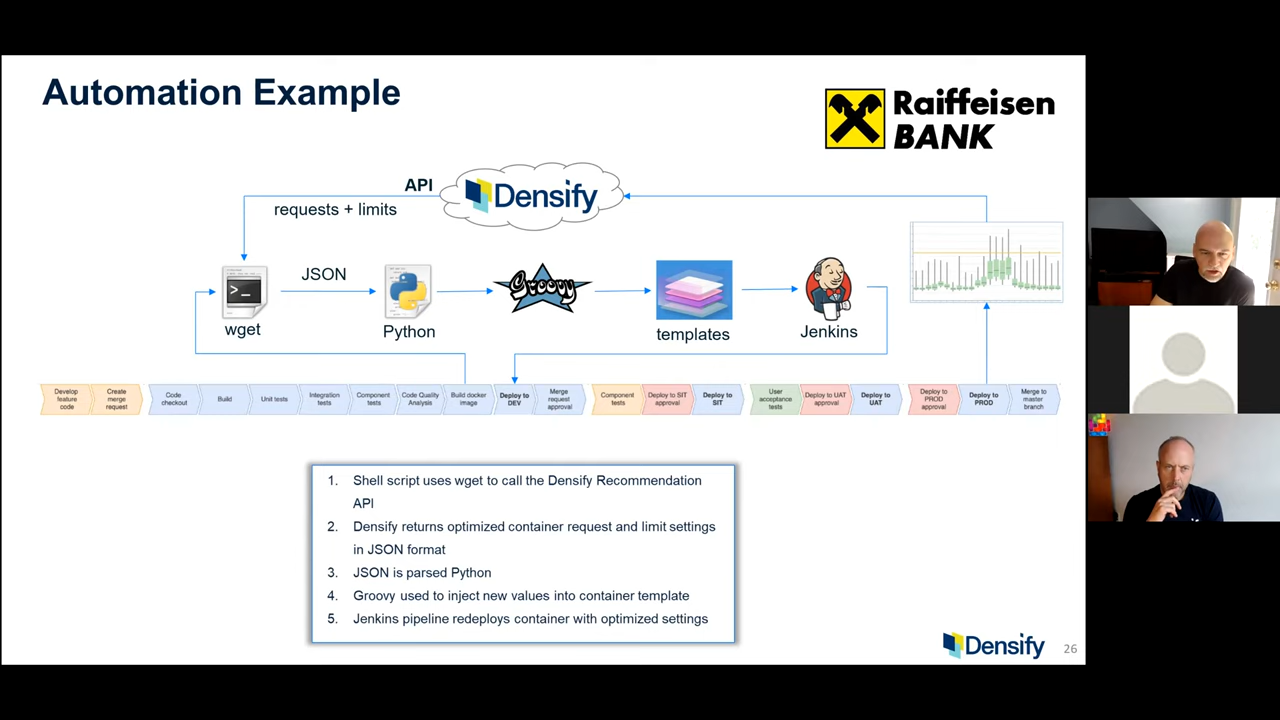 Automation Example
Raiffeisen
BANK
API
Densify
requests + limits
JSON
>_
Groovy
wget
Python
templates
Jenkins
Develop
feature
code
Create
merge
request
Code
checkout
Build
Unit tests
Integration
tests
Component
tests
Code Quality
Analysis
Build docker
image
Deploy to
DEV
Merge
request
approval
Component
tests
Deploy to SIT
approval
Deploy to
SIT
User
acceptance
tests
Deploy to UAT
approval
Deploy to
UAT
Deploy to
PROD
approval
Deploy to
PROD
Merge to
master
branch
1. Shell script uses wget to call the Densify Recommendation
API
2. Densify returns optimized container request and limit settings
in JSON format
3. JSON is parsed Python
4. Groovy used to inject new values into container template
5. Jenkins pipeline redeploys container with optimized settings
Densify
26